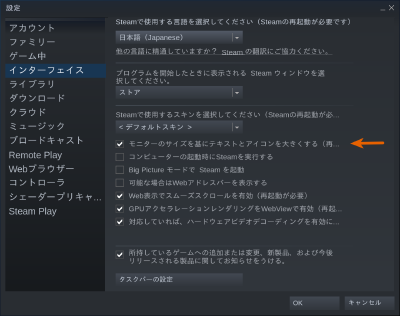 設定
アカウント
ファミリー
ゲーム中
インターフェイス
ライブラリ
ダウンロード
クラウド
ミュージック
ブロードキャスト
Remote Play
Webブラウザー
コントローラ
シェーダープリキャ...
Steam Play
Steamで使用する言語を選択してください（Steamの再起動が必要です）
日本語（Japanese）
他の言語に精通していますか？ Steam の翻訳にご協力ください。
プログラムを開始したときに表示される Steam ウィンドウを選
択してください。
ストア
Steamで使用するスキンを選択してください（Steamの再起動が必...
< デフォルトスキン >
モニターのサイズを基にテキストとアイコンを大きくする（再...
コンピューターの起動時にSteamを実行する
Big Picture モードで Steam を起動
可能な場合はWebアドレスバーを表示する
Web表示でスムーズスクロールを有効（再起動が必要）
GPUアクセラレーションレンダリングをWebViewで有効（再起...
対応していれば、ハードウェアビデオデコーディングを有効に...
所持しているゲームへの追加または変更、新製品、および今後
リリースされる製品に関してお知らせをうける。
タスクバーの設定
OK
キャンセル